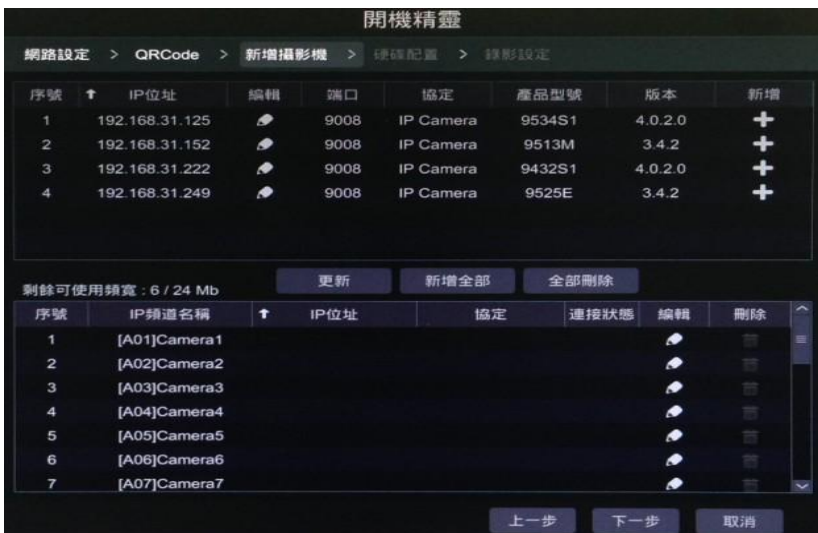 開機精靈
網路設定 > QRCode > 新增攝影機 > 硬碟配置 > 錄影設定
序號 ↑ IP位址 編輯 端口 協定 產品型號 版本 新增
1 192.168.31.125 9008 IP Camera 9534S1 4.0.2.0
2 192.168.31.152 9008 IP Camera 9513M 3.4.2
3 192.168.31.222 9008 IP Camera 9432S1 4.0.2.0
4 192.168.31.249 9008 IP Camera 9525E 3.4.2
更新 新增全部 全部刪除
剩餘可使用頻寬 : 6 / 24 Mb
序號 IP頻道名稱 ↑ IP位址 協定 連接狀態 編輯 刪除
1 [A01]Camera1
2 [A02]Camera2
3 [A03]Camera3
4 [A04]Camera4
5 [A05]Camera5
6 [A06]Camera6
7 [A07]Camera7
上一步 下一步 取消